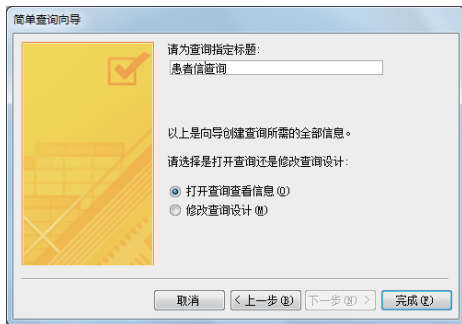 简单查询向导
请为查询指定标题:
患者信查询
以上是向导创建查询所需的全部信息。
请选择是打开查询还是修改查询设计:
打开查询查看信息(O)
修改查询设计(M)
取消
< 上一步(B)
下一步(N) >
完成(F)